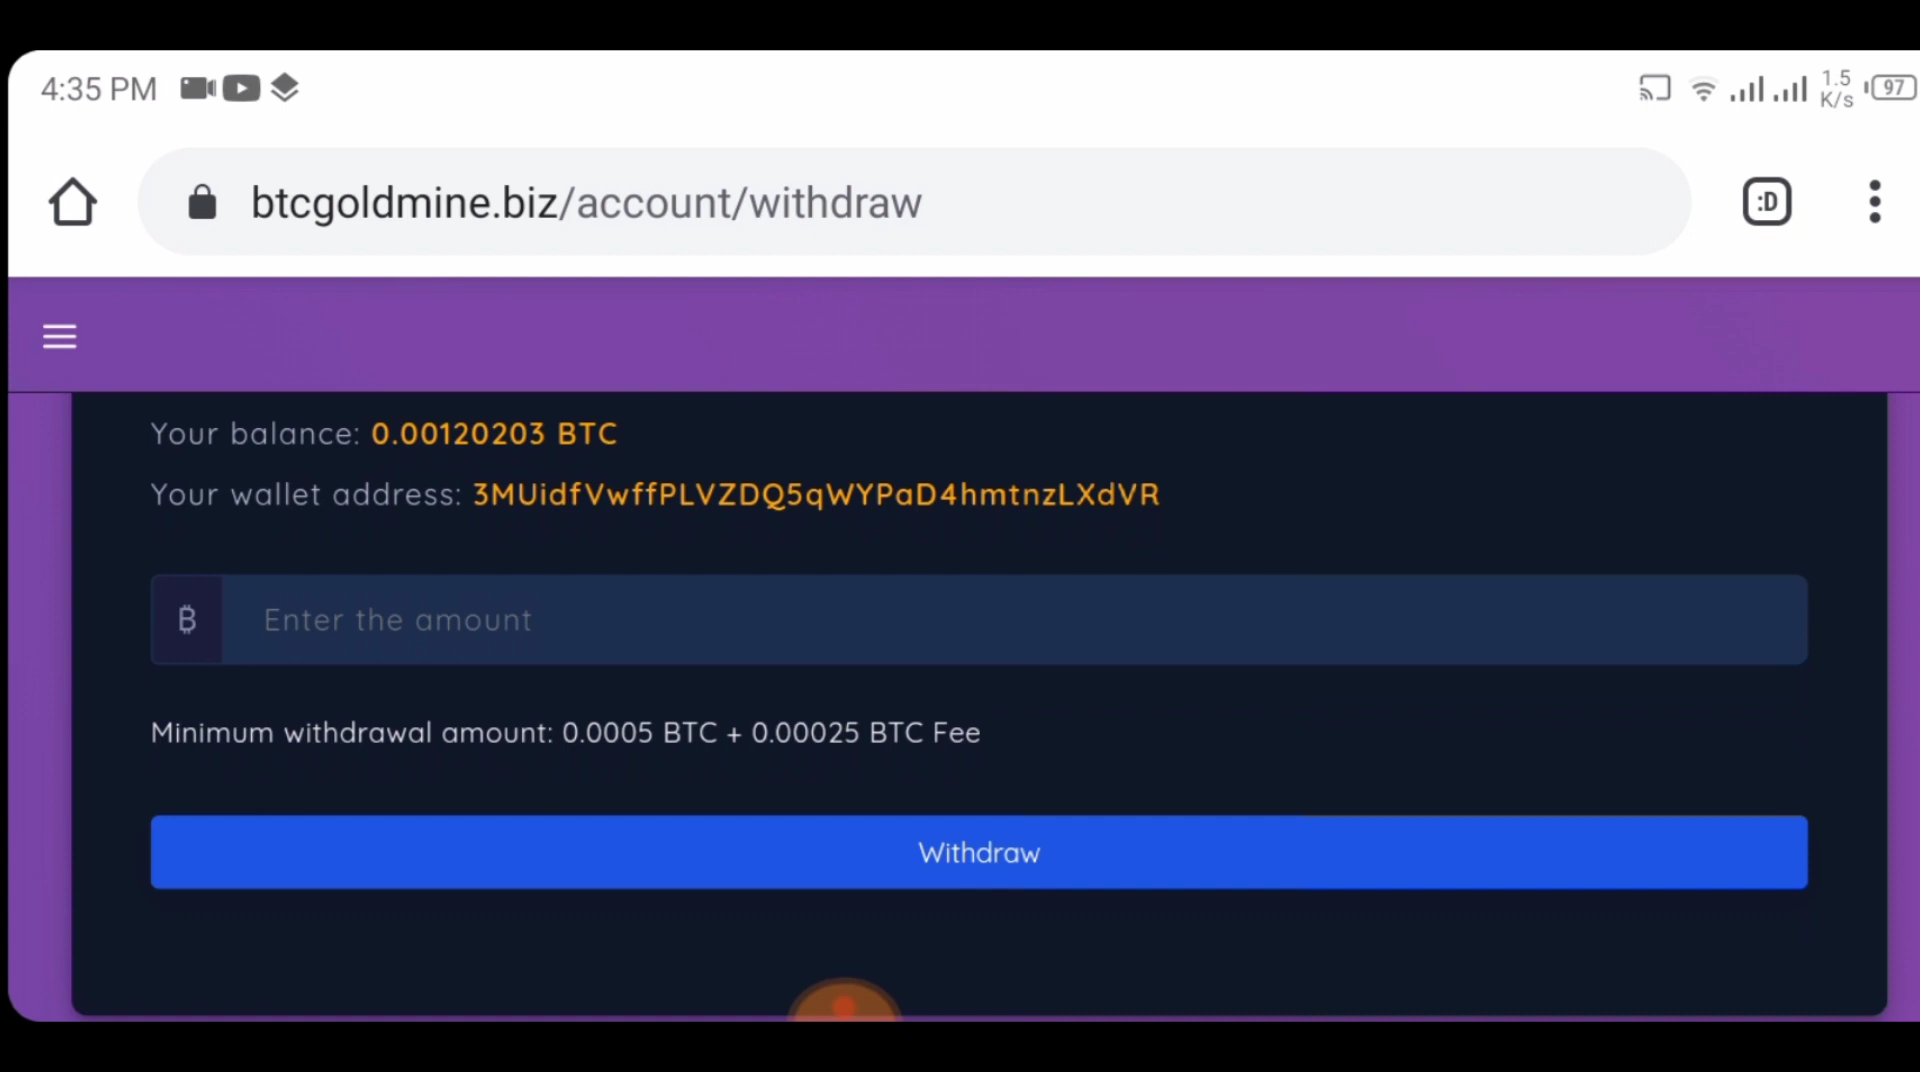 4:35 PM
1.5 K/s
97
btcgoldmine.biz/account/withdraw
:D
Your balance: 0.00120203 BTC
Your wallet address: 3MUidfVwffPLVZDQ5qWYPaD4hmtnzLXdVR
₿ Enter the amount
Minimum withdrawal amount: 0.0005 BTC + 0.00025 BTC Fee
Withdraw